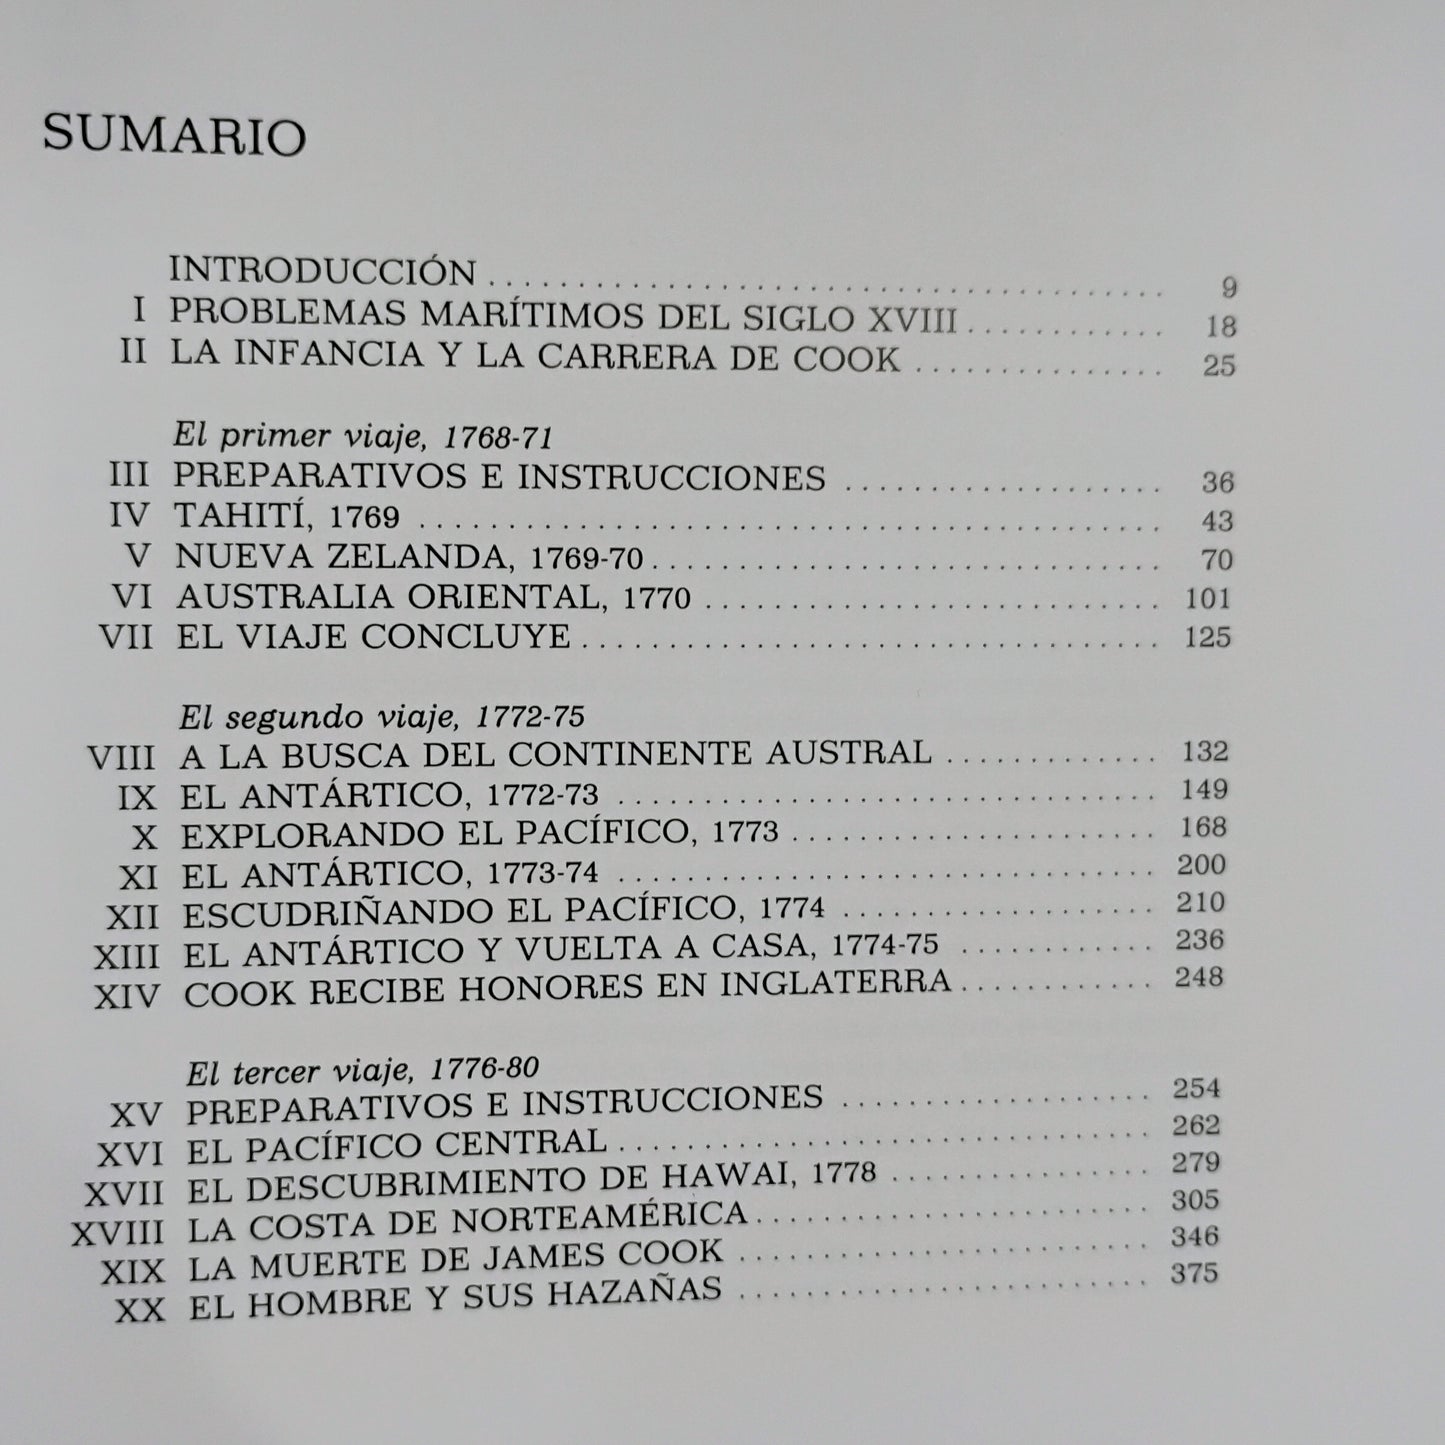 SUMARIO
INTRODUCCIÓN ........................................ 9
I PROBLEMAS MARÍTIMOS DEL SIGLO XVIII ............ 18
II LA INFANCIA Y LA CARRERA DE COOK ............... 25
El primer viaje, 1768-71
III PREPARATIVOS E INSTRUCCIONES ................... 36
IV TAHITÍ, 1769 ........................................ 43
V NUEVA ZELANDA, 1769-70 ............................ 70
VI AUSTRALIA ORIENTAL, 1770 ......................... 101
VII EL VIAJE CONCLUYE ................................ 125
El segundo viaje, 1772-75
VIII A LA BUSCA DEL CONTINENTE AUSTRAL ............. 132
IX EL ANTÁRTICO, 1772-73 ............................. 149
X EXPLORANDO EL PACÍFICO, 1773 ..................... 168
XI EL ANTÁRTICO, 1773-74 ............................. 200
XII ESCUDRIÑANDO EL PACÍFICO, 1774 .................. 210
XIII EL ANTÁRTICO Y VUELTA A CASA, 1774-75 ............ 236
XIV COOK RECIBE HONORES EN INGLATERRA ............ 248
El tercer viaje, 1776-80
XV PREPARATIVOS E INSTRUCCIONES ................... 254
XVI EL PACÍFICO CENTRAL ............................. 262
XVII EL DESCUBRIMIENTO DE HAWAI, 1778 ............... 279
XVIII LA COSTA DE NORTEAMÉRICA ....................... 305
XIX LA MUERTE DE JAMES COOK ........................ 346
XX EL HOMBRE Y SUS HAZAÑAS ........................ 375